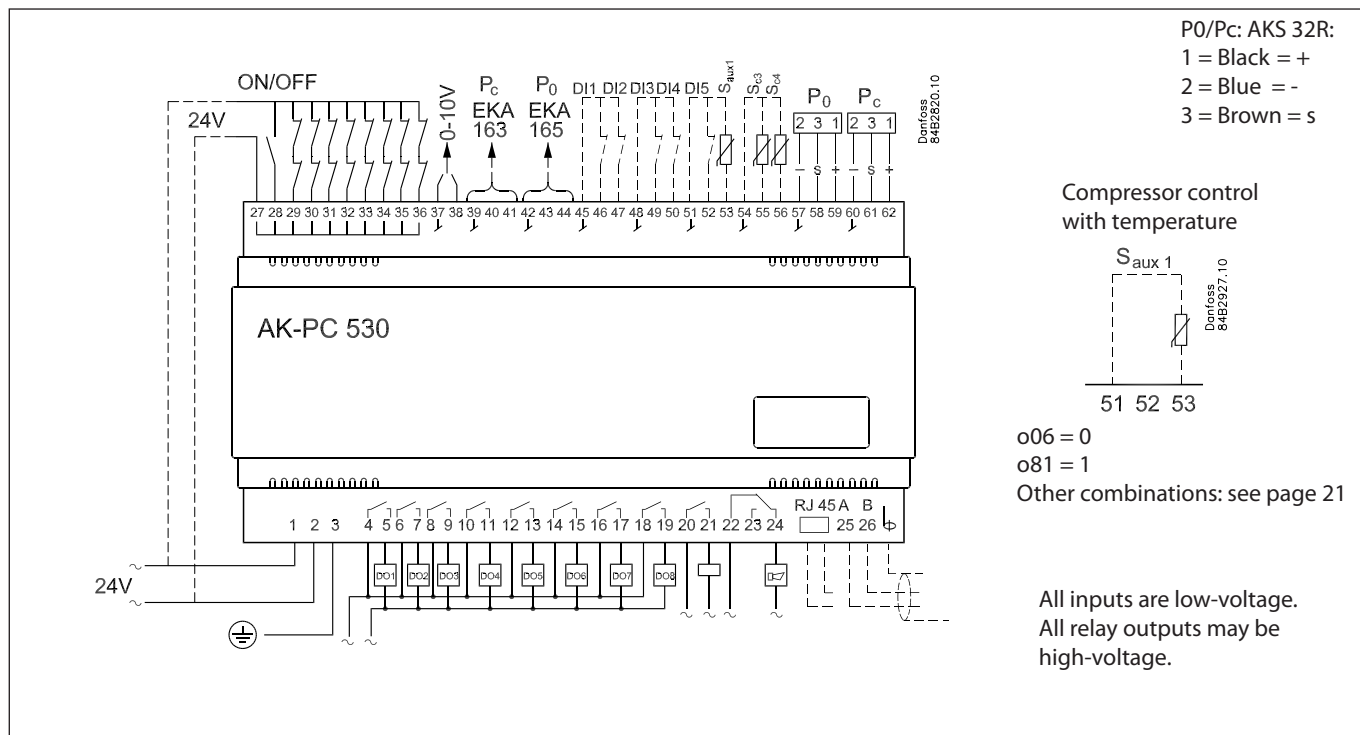 P0/Pc: AKS 32R:
1 = Black = +
2 = Blue = -
3 = Brown = s
ON/OFF
24V
0-10V
Pc
EKA
163
P0
EKA
165
DI1 DI2 DI3 DI4 DI5 Saux1 Sc3 Sc4
P0
2 3 1
- s +
Pc
2 3 1
- s +
Danfoss
84B2820.10
27 28 29 30 31 32 33 34 35 36 37 38 39 40 41 42 43 44 45 46 47 48 49 50 51 52 53 54 55 56 57 58 59 60 61 62
AK-PC 530
Compressor control
with temperature
Saux 1
Danfoss
84B2927.10
51 52 53
o06 = 0
o81 = 1
Other combinations: see page 21
RJ 45 A B
1 2 3 4 5 6 7 8 9 10 11 12 13 14 15 16 17 18 19 20 21 22 23 24 25 26
DO1 DO2 DO3 DO4 DO5 DO6 DO7 DO8
24V
All inputs are low-voltage.
All relay outputs may be
high-voltage.